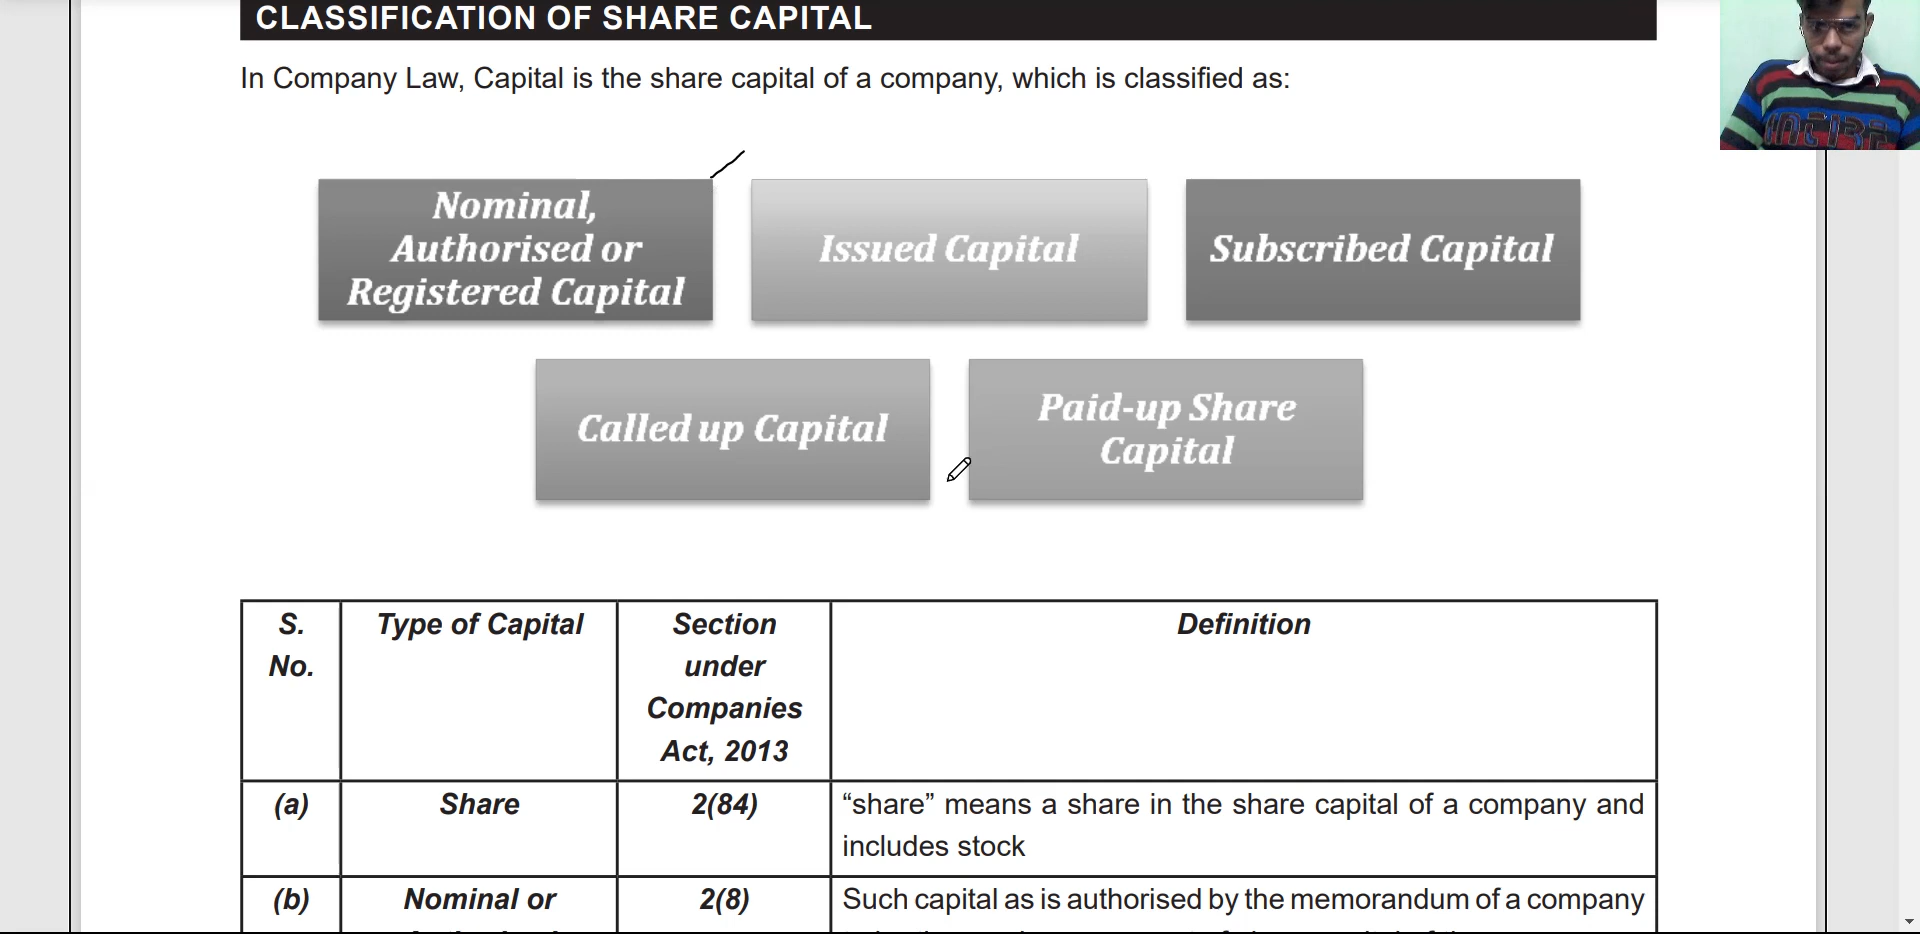 CLASSIFICATION OF SHARE CAPITAL
In Company Law, Capital is the share capital of a company, which is classified as:
Nominal,
Authorised or
Registered Capital
Issued Capital
Subscribed Capital
Called up Capital
Paid-up Share
Capital
S.
No.
Type of Capital
Section
under
Companies
Act, 2013
Definition
(a)
Share
2(84)
“share” means a share in the share capital of a company and
includes stock
(b)
Nominal or
2(8)
Such capital as is authorised by the memorandum of a company